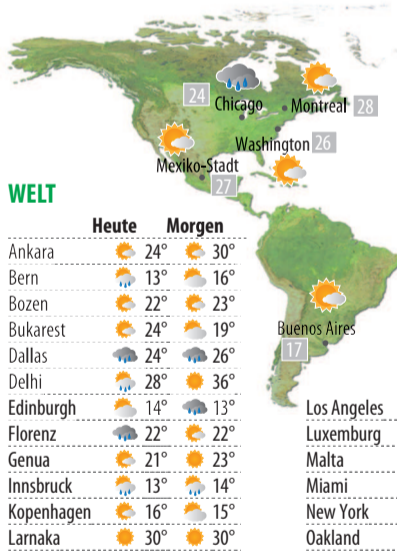 24
Chicago
Montreal 28
Washington 26
Mexiko-Stadt
27
WELT
Heute Morgen
Ankara 24° 30°
Bern 13° 16°
Bozen 22° 23°
Bukarest 24° 19°
Buenos Aires
17
Dallas 24° 26°
Delhi 28° 36°
Edinburgh 14° 13° Los Angeles
Florenz 22° 22° Luxemburg
Genua 21° 23° Malta
Innsbruck 13° 14° Miami
Kopenhagen 16° 15° New York
Larnaka 30° 30° Oakland